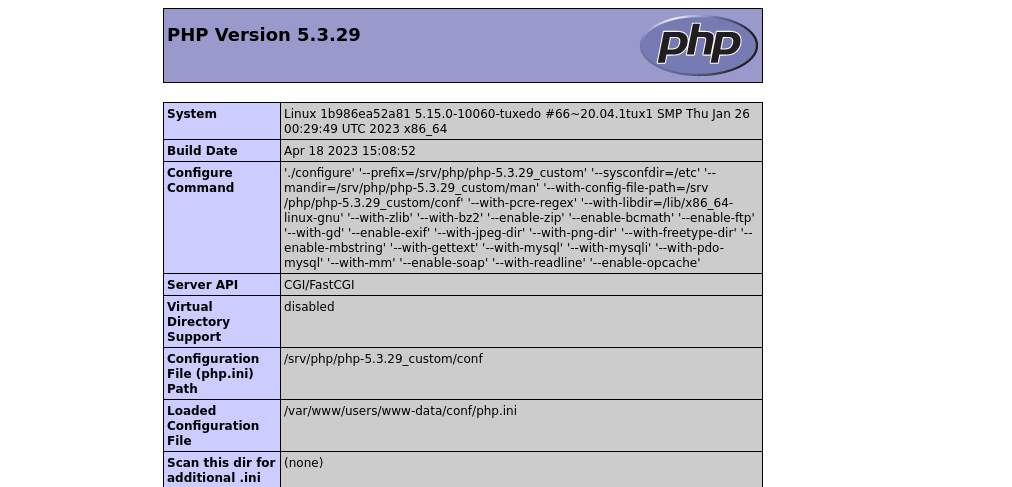 PHP Version 5.3.29
php
System
Linux 1b986ea52a81 5.15.0-10060-tuxedo #66~20.04.1tux1 SMP Thu Jan 26
00:29:49 UTC 2023 x86_64
Build Date
Apr 18 2023 15:08:52
Configure
Command
'./configure' '--prefix=/srv/php/php-5.3.29_custom' '--sysconfdir=/etc' '--
mandir=/srv/php/php-5.3.29_custom/man' '--with-config-file-path=/srv
/php/php-5.3.29_custom/conf' '--with-pcre-regex' '--with-libdir=/lib/x86_64-
linux-gnu' '--with-zlib' '--with-bz2' '--enable-zip' '--enable-bcmath' '--enable-ftp'
'--with-gd' '--enable-exif' '--with-jpeg-dir' '--with-png-dir' '--with-freetype-dir' '--
enable-mbstring' '--with-gettext' '--with-mysql' '--with-mysqli' '--with-pdo-
mysql' '--with-mm' '--enable-soap' '--with-readline' '--enable-opcache'
Server API
CGI/FastCGI
Virtual
Directory
Support
disabled
Configuration
File (php.ini)
Path
/srv/php/php-5.3.29_custom/conf
Loaded
Configuration
File
/var/www/users/www-data/conf/php.ini
Scan this dir for
additional .ini
(none)